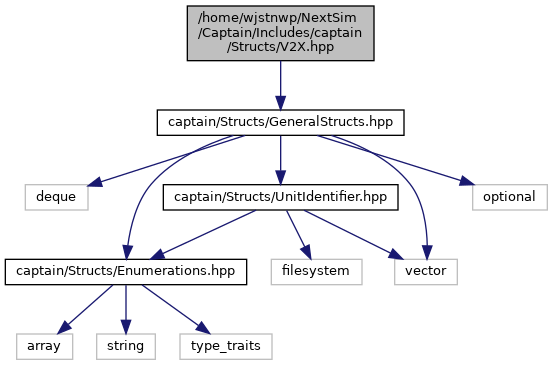 /home/wjstnwp/NextSim
/Captain/Includes/captain
/Structs/V2X.hpp
captain/Structs/GeneralStructs.hpp
deque
captain/Structs/UnitIdentifier.hpp
optional
captain/Structs/Enumerations.hpp
filesystem
vector
array
string
type_traits